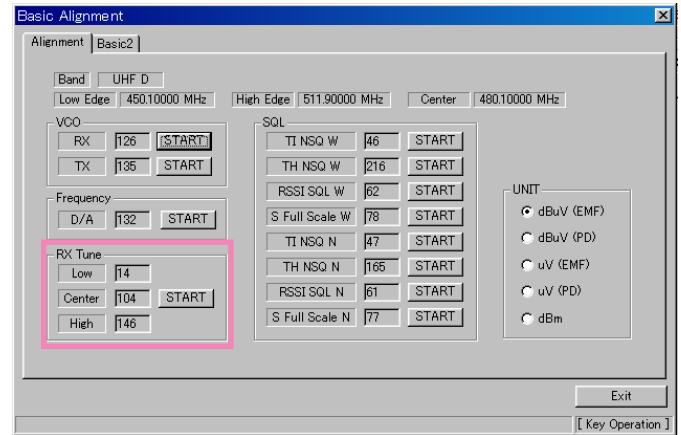 Basic Alignment
Alignment Basic2
Band UHF D
Low Edge 450.10000 MHz High Edge 511.90000 MHz Center 480.10000 MHz
VCO
RX 126 START
TX 135 START
Frequency
D/A 132 START
RX Tune
Low 14
Center 104 START
High 146
SQL
TI NSQ W 46 START
TH NSQ W 216 START
RSSI SQL W 62 START
S Full Scale W 78 START
TI NSQ N 47 START
TH NSQ N 165 START
RSSI SQL N 61 START
S Full Scale N 77 START
UNIT
dBuV (EMF)
dBuV (PD)
uV (EMF)
uV (PD)
dBm
Exit
[ Key Operation ]